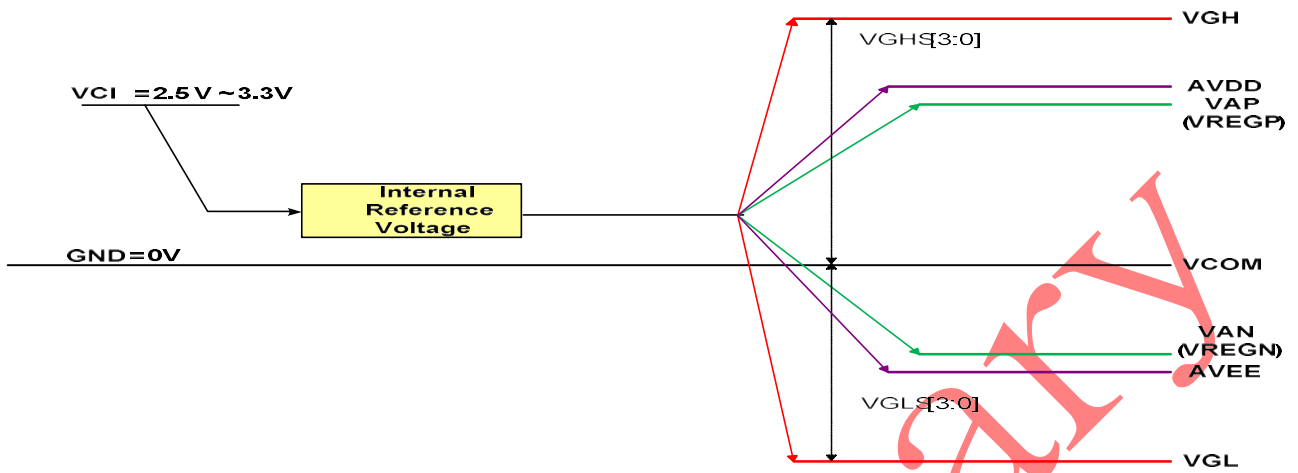 VGH
VGHS[3:0]
VCI = 2.5 V ~ 3.3V
AVDD
VAP
(VREGP)
Internal
Reference
Voltage
GND=0V
VCOM
VAN
(VREGN)
AVEE
VGLS[3:0]
VGL
ary